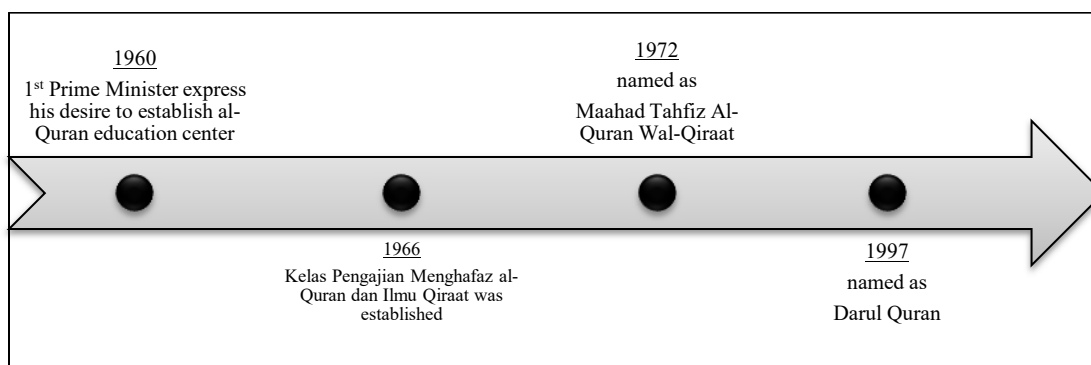 1960
1st Prime Minister express
his desire to establish al-
Quran education center
1966
Kelas Pengajian Menghafaz al-
Quran dan Ilmu Qiraat was
established
1972
named as
Maahad Tahfiz Al-
Quran Wal-Qiraat
1997
named as
Darul Quran